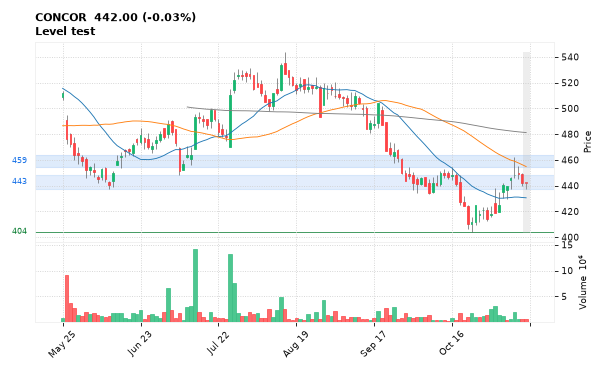 CONCOR 442.00 (-0.03%)
Level test
540
520
500
480
460
440
420
400
Price
459
443
404
15
10
5
Volume 10⁴
May 25
Jun 23
Jul 22
Aug 19
Sep 17
Oct 16